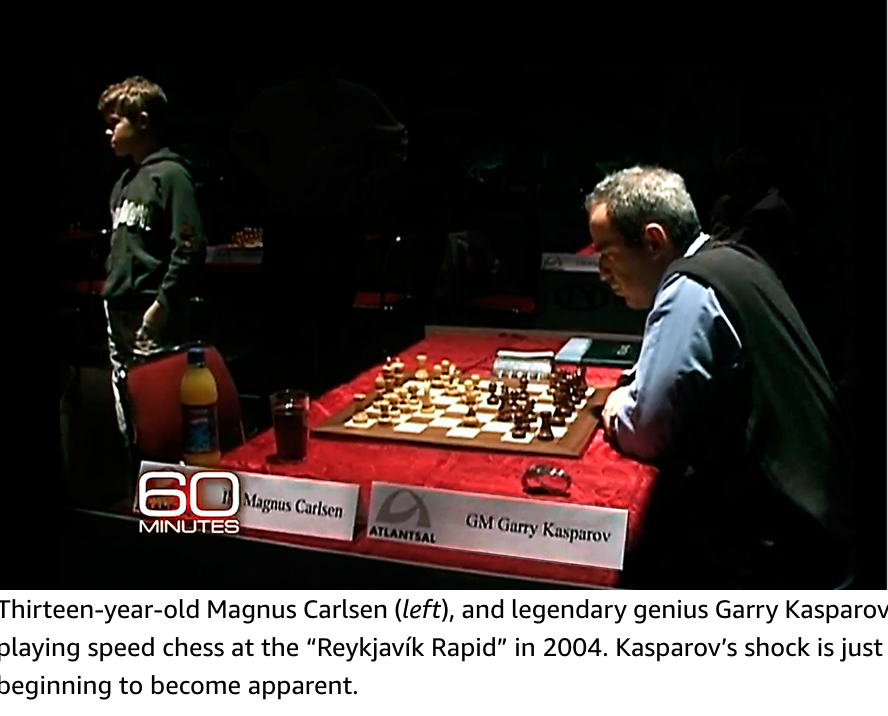 60
MINUTES
Magnus Carlsen
ATLANTSAL
GM Garry Kasparov
Thirteen-year-old Magnus Carlsen (left), and legendary genius Garry Kasparov
playing speed chess at the “Reykjavík Rapid” in 2004. Kasparov’s shock is just
beginning to become apparent.